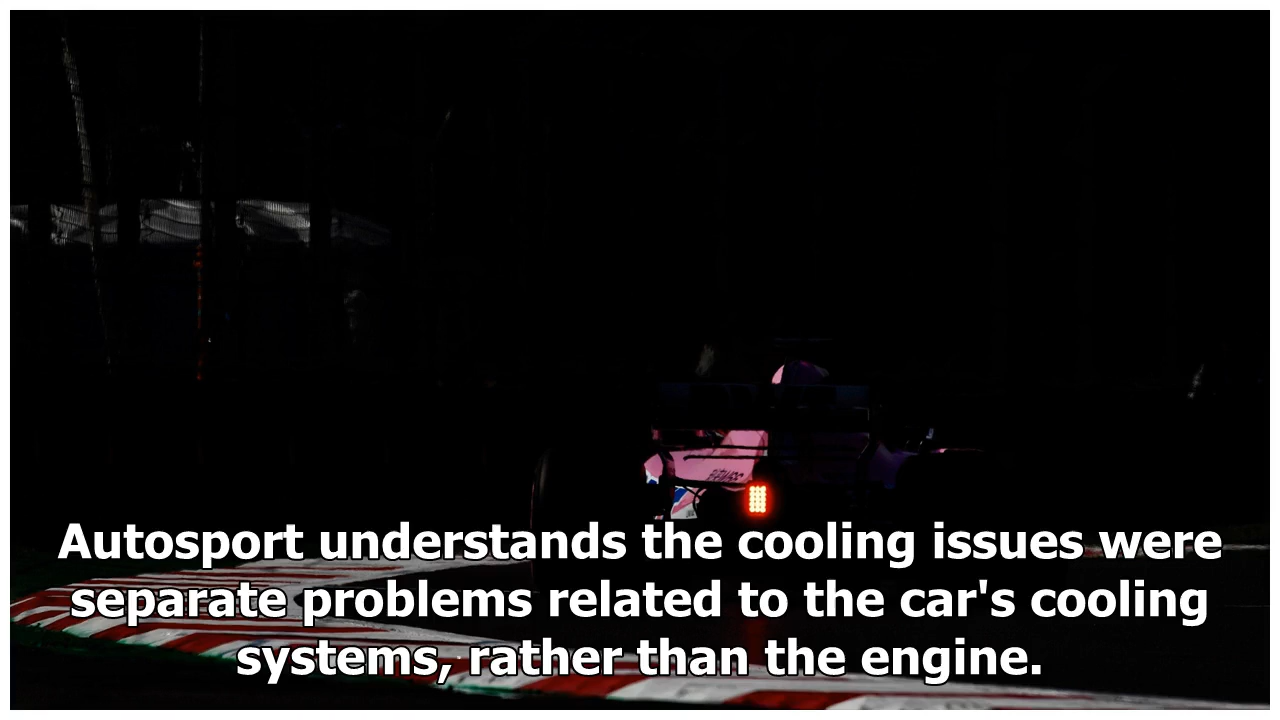 Autosport understands the cooling issues were
separate problems related to the car's cooling
systems, rather than the engine.